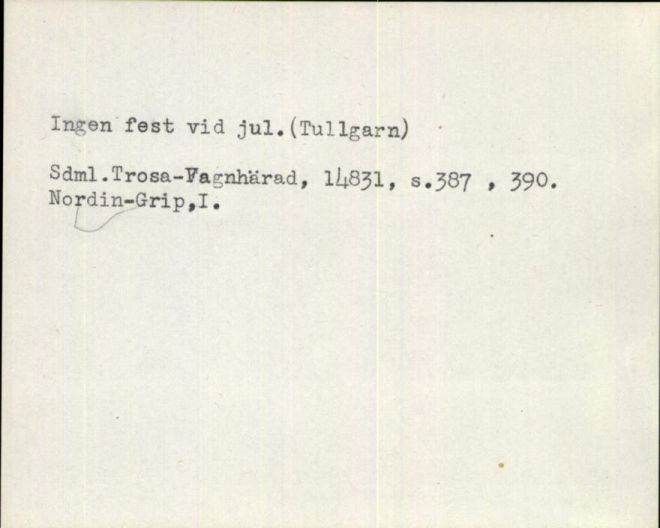 Ingen fest vid jul.(Tullgarn)
Sdml.Trosa-Vagnhärad, 14831, s.387 , 390.
Nordin-Grip,I.